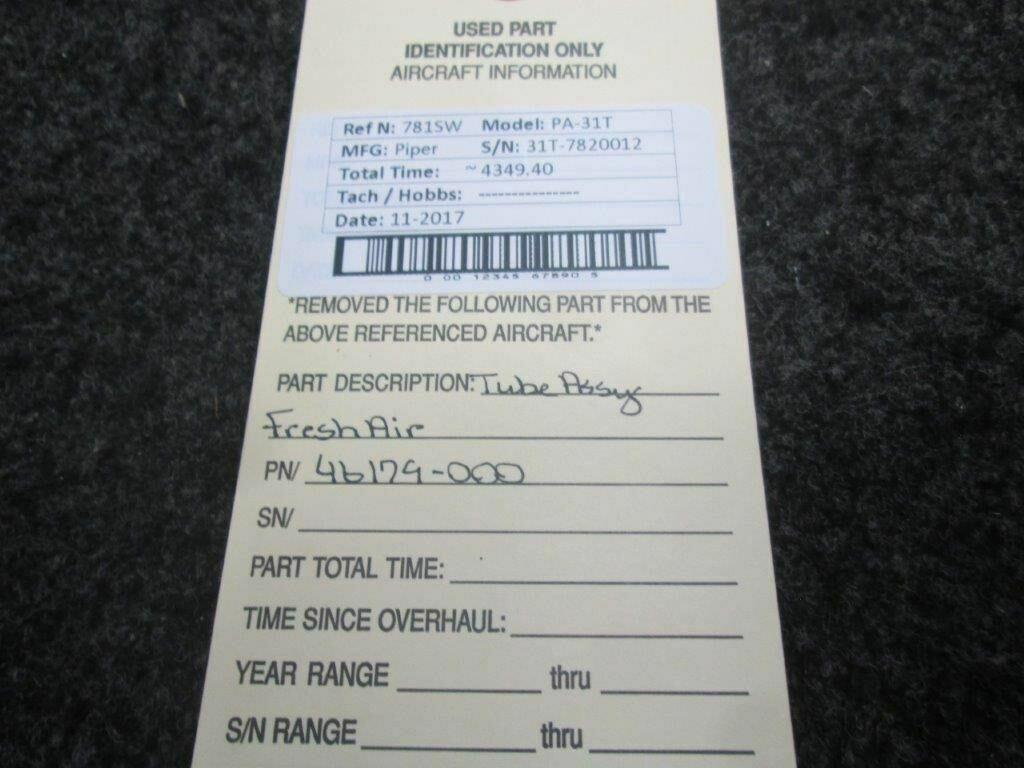 USED PART
IDENTIFICATION ONLY
AIRCRAFT INFORMATION
Ref N: 781SW Model: PA-31T
MFG: Piper S/N: 31T-7820012
Total Time: ~ 4349.40
Tach / Hobbs: ---------------
Date: 11-2017
0 00 12345 67890 5
*REMOVED THE FOLLOWING PART FROM THE
ABOVE REFERENCED AIRCRAFT.*
PART DESCRIPTION: Tube Assy
Fresh Air
PN/ 46179-000
SN/
PART TOTAL TIME:
TIME SINCE OVERHAUL:
YEAR RANGE thru
S/N RANGE thru